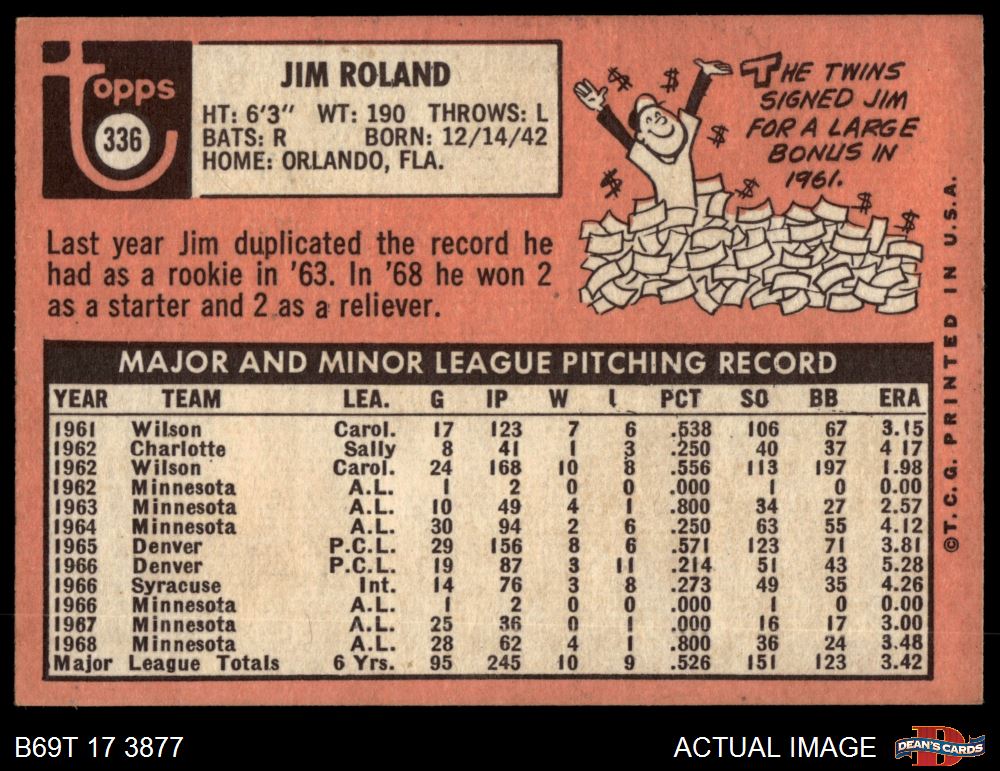 Topps
336
JIM ROLAND
HT: 6'3" WT: 190 THROWS: L
BATS: R BORN: 12/14/42
HOME: ORLANDO, FLA.
THE TWINS
SIGNED JIM
FOR A LARGE
BONUS IN
1961.
Last year Jim duplicated the record he
had as a rookie in '63. In '68 he won 2
as a starter and 2 as a reliever.
MAJOR AND MINOR LEAGUE PITCHING RECORD
YEAR TEAM LEA. G IP W L PCT SO BB ERA
1961 Wilson Carol. 17 123 7 6 .538 106 67 3.15
1962 Charlotte Sally 8 41 1 3 .250 40 37 4 17
1962 Wilson Carol. 24 168 10 8 .556 113 197 1.98
1962 Minnesota A.L. 1 2 0 0 .000 1 0 0.00
1963 Minnesota A.L. 10 49 4 1 .800 34 27 2.57
1964 Minnesota A.L. 30 94 2 6 .250 63 55 4.12
1965 Denver P.C.L. 29 156 8 6 .571 123 71 3.81
1966 Denver P.C.L. 19 87 3 11 .214 51 43 5.28
1966 Syracuse Int. 14 76 3 8 .273 49 35 4.26
1966 Minnesota A.L. 1 2 0 0 .000 1 0 0.00
1967 Minnesota A.L. 25 36 0 1 .000 16 17 3.00
1968 Minnesota A.L. 28 62 4 1 .800 36 24 3.48
Major League Totals 6 Yrs. 95 245 10 9 .526 151 123 3.42
©T.C.G. PRINTED IN U.S.A.
B69T 17 3877
ACTUAL IMAGE
DEAN'S CARDS